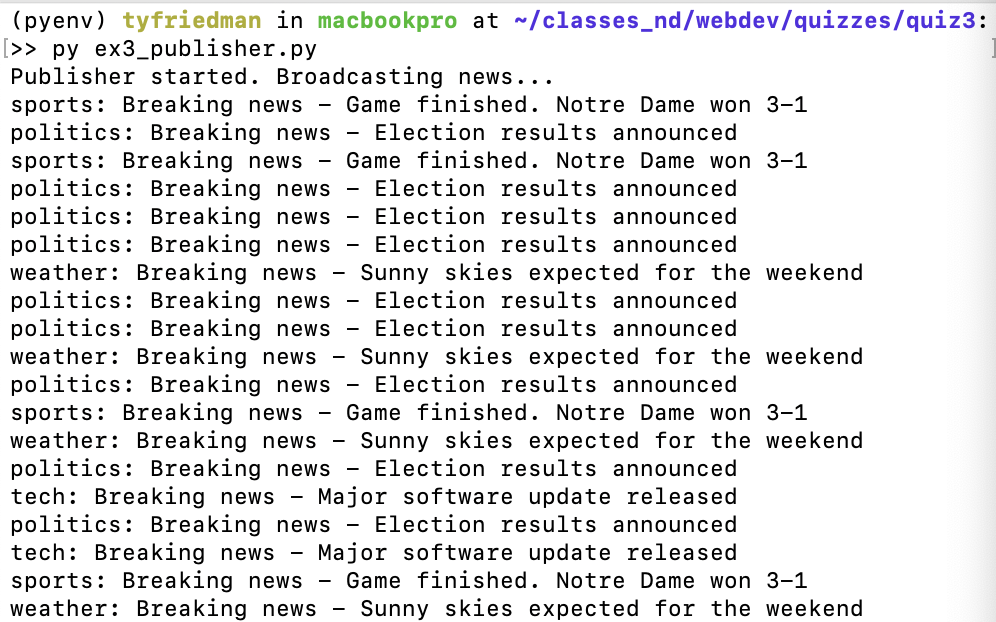 (pyenv) tyfriedman in macbookpro at ~/classes_nd/webdev/quizzes/quiz3:
[>> py ex3_publisher.py ]
Publisher started. Broadcasting news...
sports: Breaking news – Game finished. Notre Dame won 3–1
politics: Breaking news – Election results announced
sports: Breaking news – Game finished. Notre Dame won 3–1
politics: Breaking news – Election results announced
politics: Breaking news – Election results announced
politics: Breaking news – Election results announced
weather: Breaking news – Sunny skies expected for the weekend
politics: Breaking news – Election results announced
politics: Breaking news – Election results announced
weather: Breaking news – Sunny skies expected for the weekend
politics: Breaking news – Election results announced
sports: Breaking news – Game finished. Notre Dame won 3–1
weather: Breaking news – Sunny skies expected for the weekend
politics: Breaking news – Election results announced
tech: Breaking news – Major software update released
politics: Breaking news – Election results announced
tech: Breaking news – Major software update released
sports: Breaking news – Game finished. Notre Dame won 3–1
weather: Breaking news – Sunny skies expected for the weekend